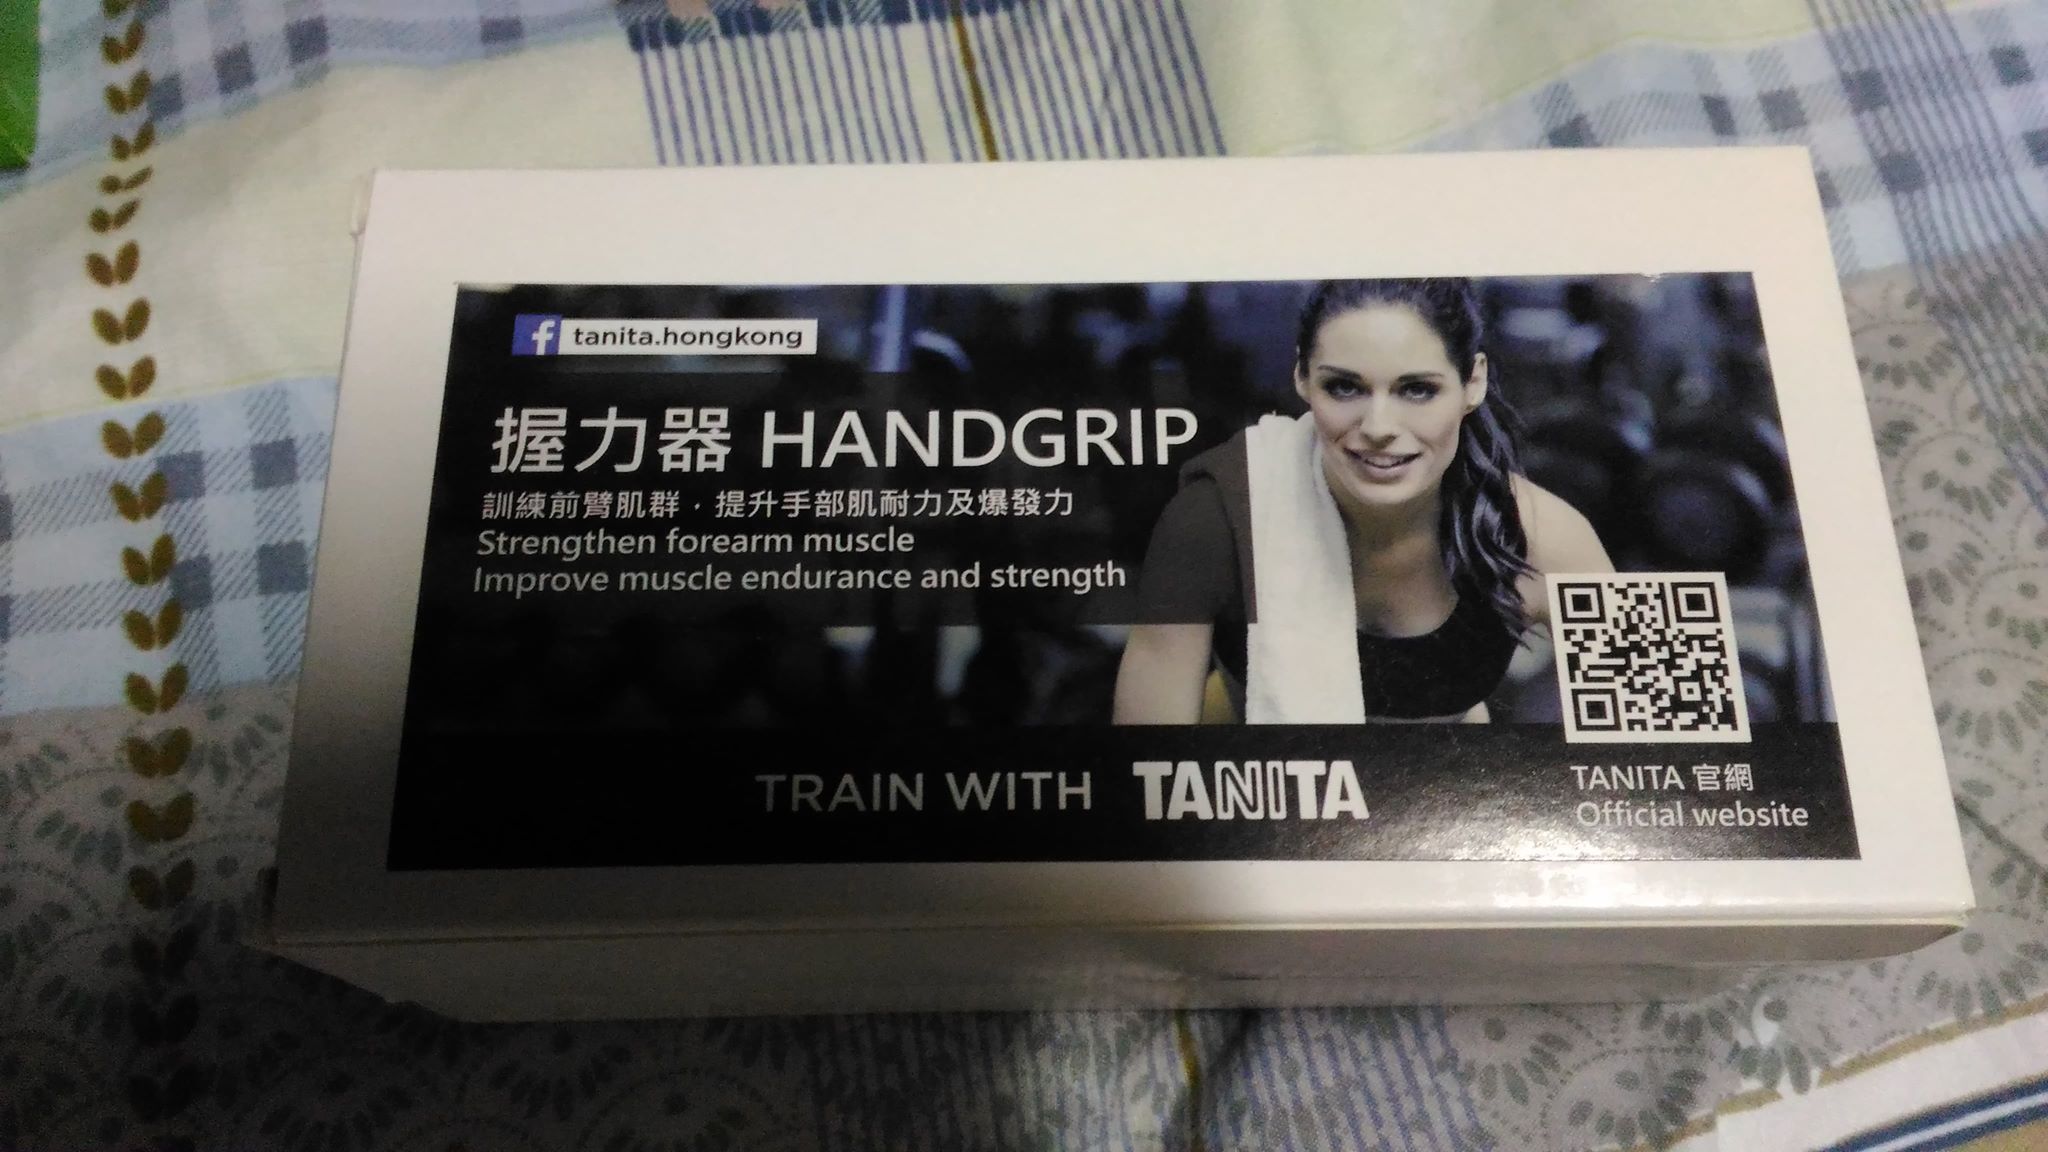 f tanita.hongkong
握力器 HANDGRIP
訓練前臂肌群，提升手部肌耐力及爆發力
Strengthen forearm muscle
Improve muscle endurance and strength
TRAIN WITH TANITA
TANITA 官網
Official website